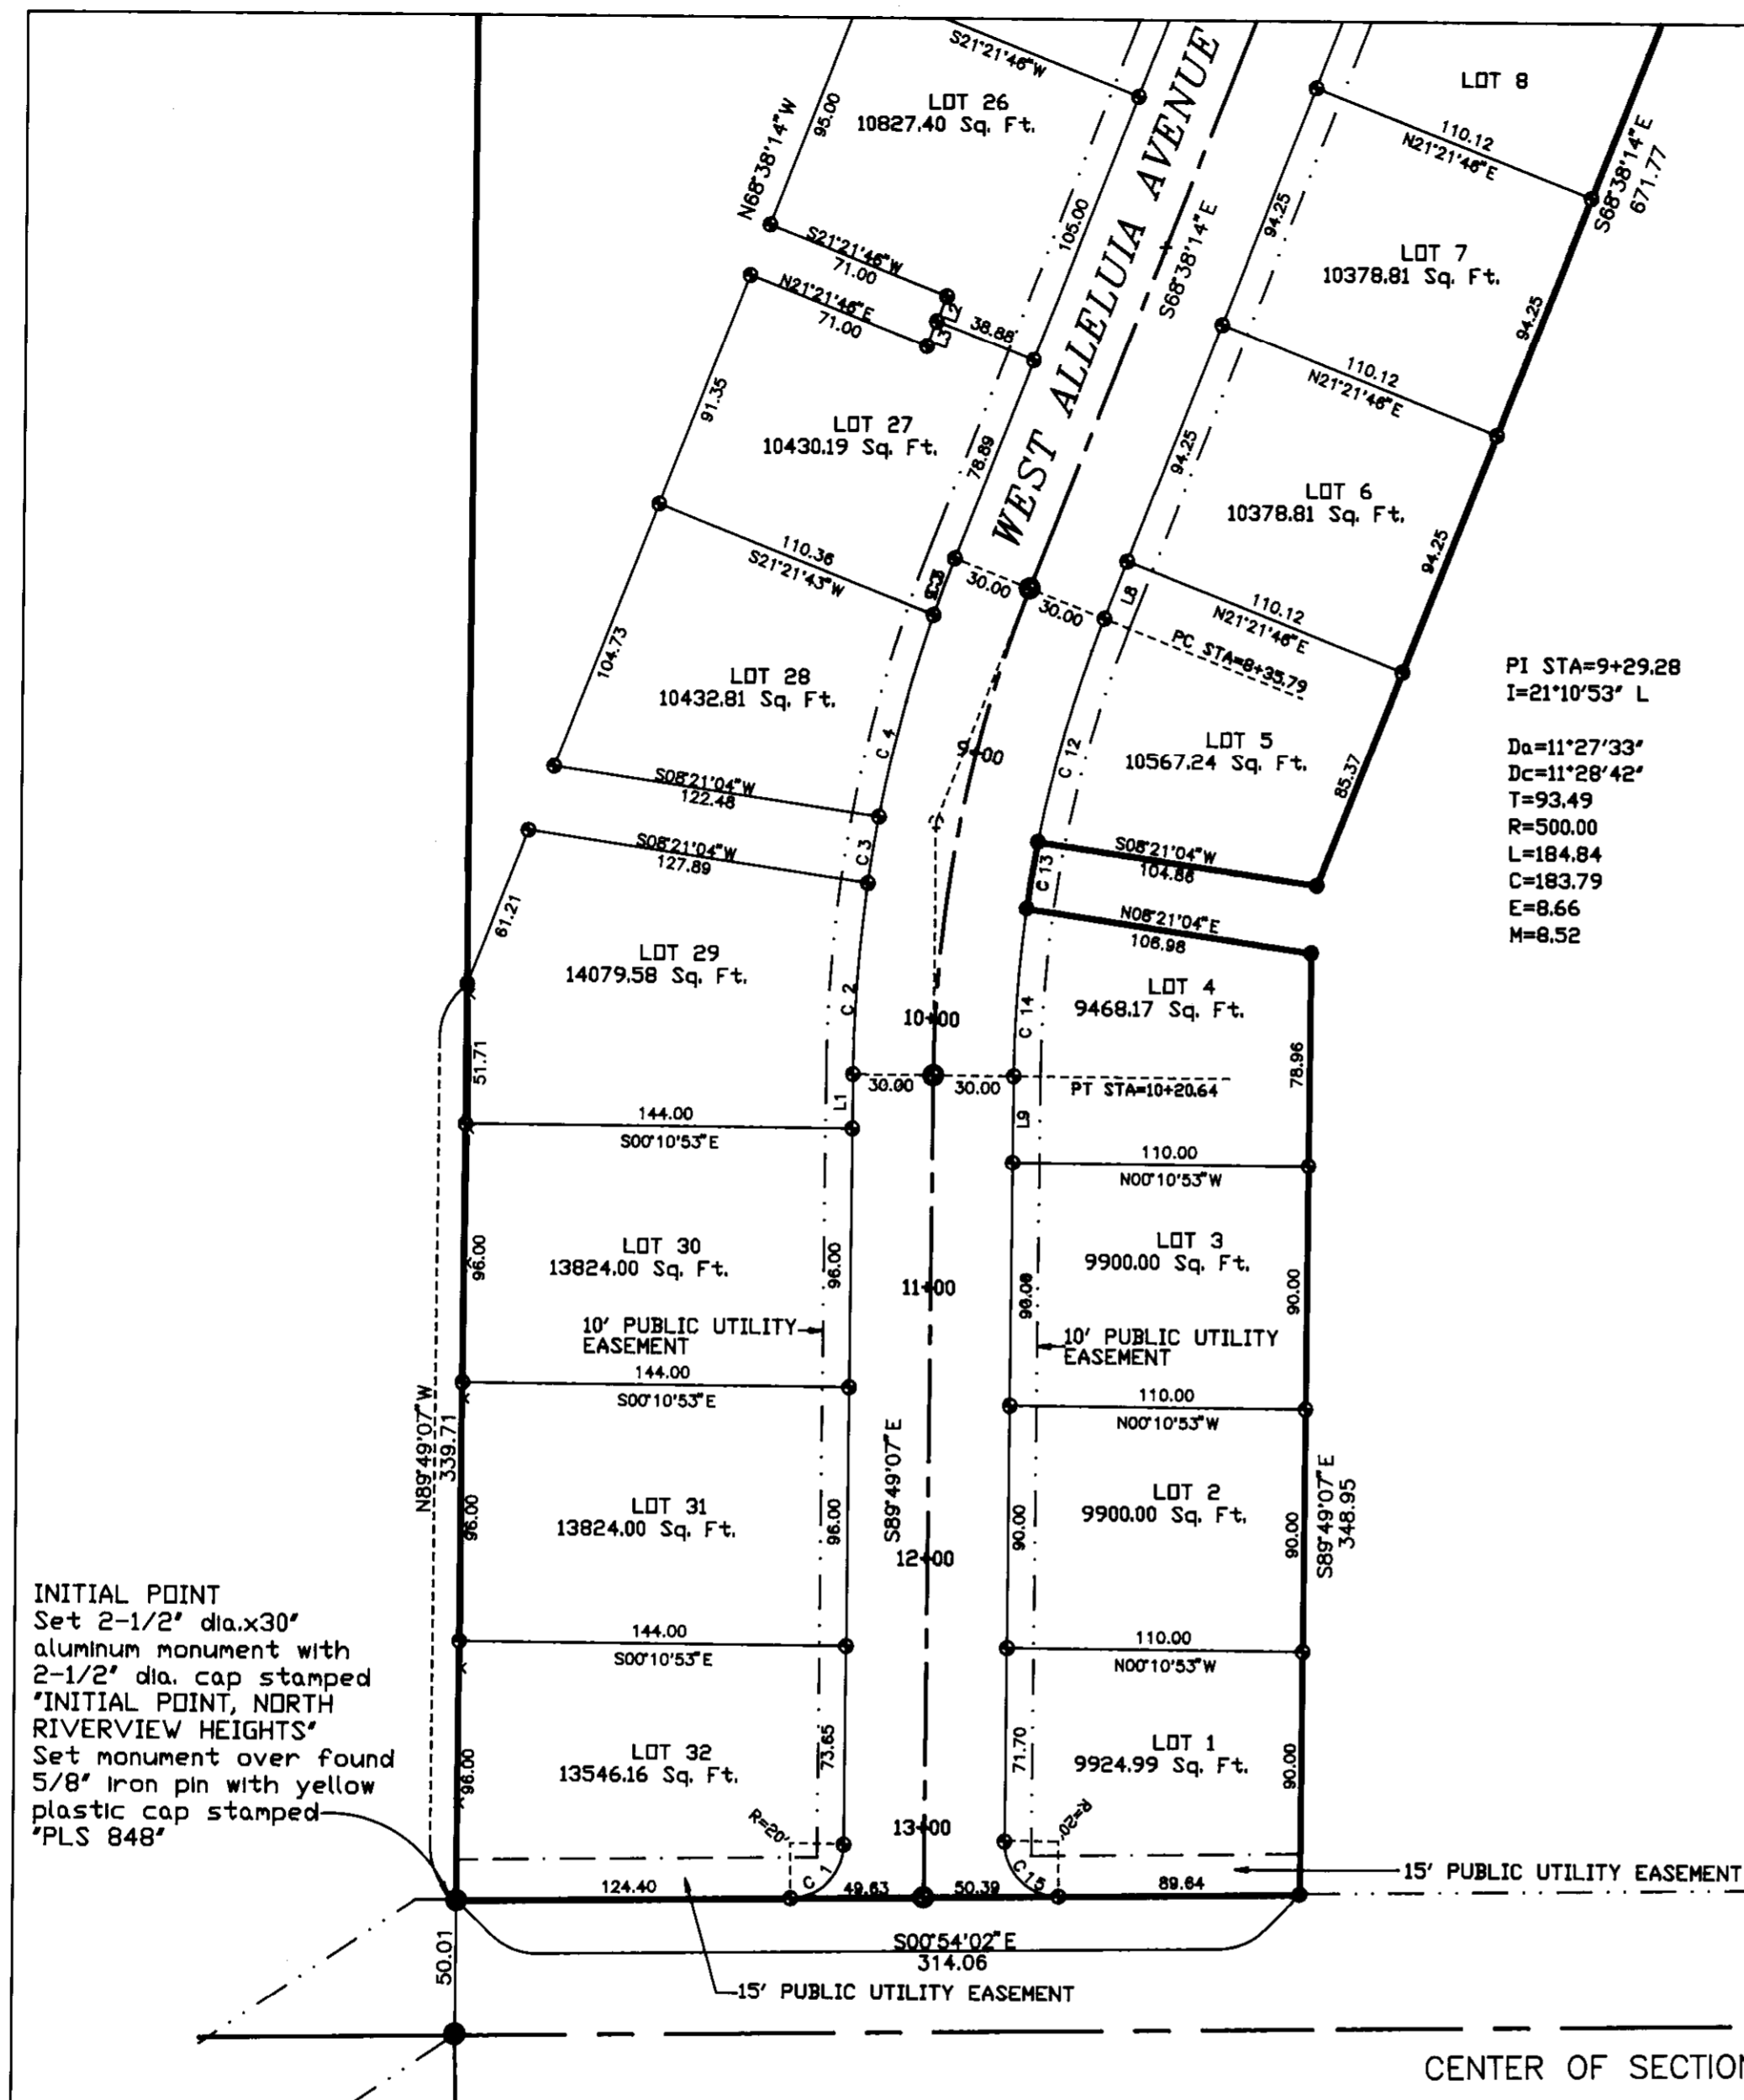 S21°21'46"W
LOT 26
10827.40 Sq. Ft.
N68°38'14"W
95.00
105.00
WEST ALLELUIA AVENUE
S68°38'14"E
LOT 8
110.12
N21°21'46"E
S68°38'14"E
671.77
94.25
LOT 7
10378.81 Sq. Ft.
94.25
S21°21'46"W
71.00
L2
N21°21'46"E
71.00
L3
38.88
110.12
N21°21'46"E
91.35
LOT 27
10430.19 Sq. Ft.
78.89
94.25
LOT 6
10378.81 Sq. Ft.
94.25
110.36
S21°21'43"W
30.00
30.00
L8
110.12
N21°21'46"E
PC STA=8+35.79
104.73
LOT 28
10432.81 Sq. Ft.
C 4
9+00
C 12
LOT 5
10567.24 Sq. Ft.
85.37
PI STA=9+29.28
I=21°10'53" L
Da=11°27'33"
Dc=11°28'42"
T=93.49
R=500.00
L=184.84
C=183.79
E=8.66
M=8.52
S08°21'04"W
122.48
C 3
S08°21'04"W
127.89
S08°21'04"W
104.86
C 13
61.21
N08°21'04"E
106.98
LOT 29
14079.58 Sq. Ft.
C 2
10+00
C 14
LOT 4
9468.17 Sq. Ft.
78.96
51.71
30.00
30.00
PT STA=10+20.64
L1
L9
144.00
S00°10'53"E
110.00
N00°10'53"W
LOT 30
13824.00 Sq. Ft.
96.00
96.00
11+00
LOT 3
9900.00 Sq. Ft.
90.00
10' PUBLIC UTILITY
EASEMENT
10' PUBLIC UTILITY
EASEMENT
144.00
S00°10'53"E
110.00
N00°10'53"W
N89°49'07"W
339.71
S89°49'07"E
LOT 31
13824.00 Sq. Ft.
96.00
96.00
12+00
90.00
LOT 2
9900.00 Sq. Ft.
90.00
S89°49'07"E
348.95
INITIAL POINT
Set 2-1/2" dia.x30"
aluminum monument with
2-1/2" dia. cap stamped
"INITIAL POINT, NORTH
RIVERVIEW HEIGHTS"
Set monument over found
5/8" iron pin with yellow
plastic cap stamped
"PLS 848"
144.00
S00°10'53"E
110.00
N00°10'53"W
96.00
LOT 32
13546.16 Sq. Ft.
73.65
71.70
LOT 1
9924.99 Sq. Ft.
90.00
R=20'
13+00
R=20'
C 1
C 15
124.40
49.63
50.39
89.64
15' PUBLIC UTILITY EASEMENT
S00°54'02"E
314.06
50.01
15' PUBLIC UTILITY EASEMENT
CENTER OF SECTION